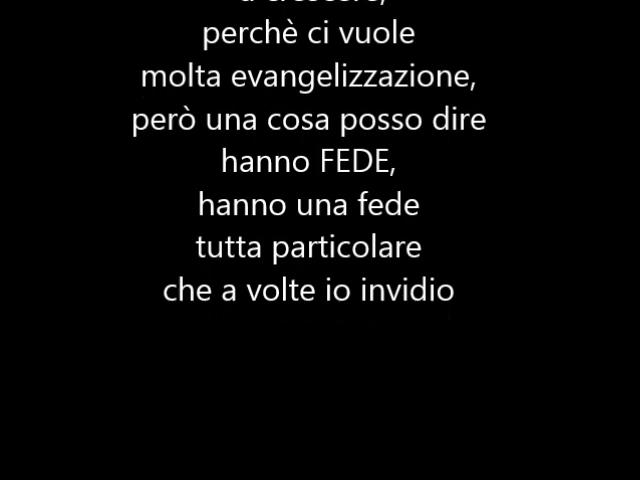 a crescere,
perchè ci vuole
molta evangelizzazione,
però una cosa posso dire
hanno FEDE,
hanno una fede
tutta particolare
che a volte io invidio